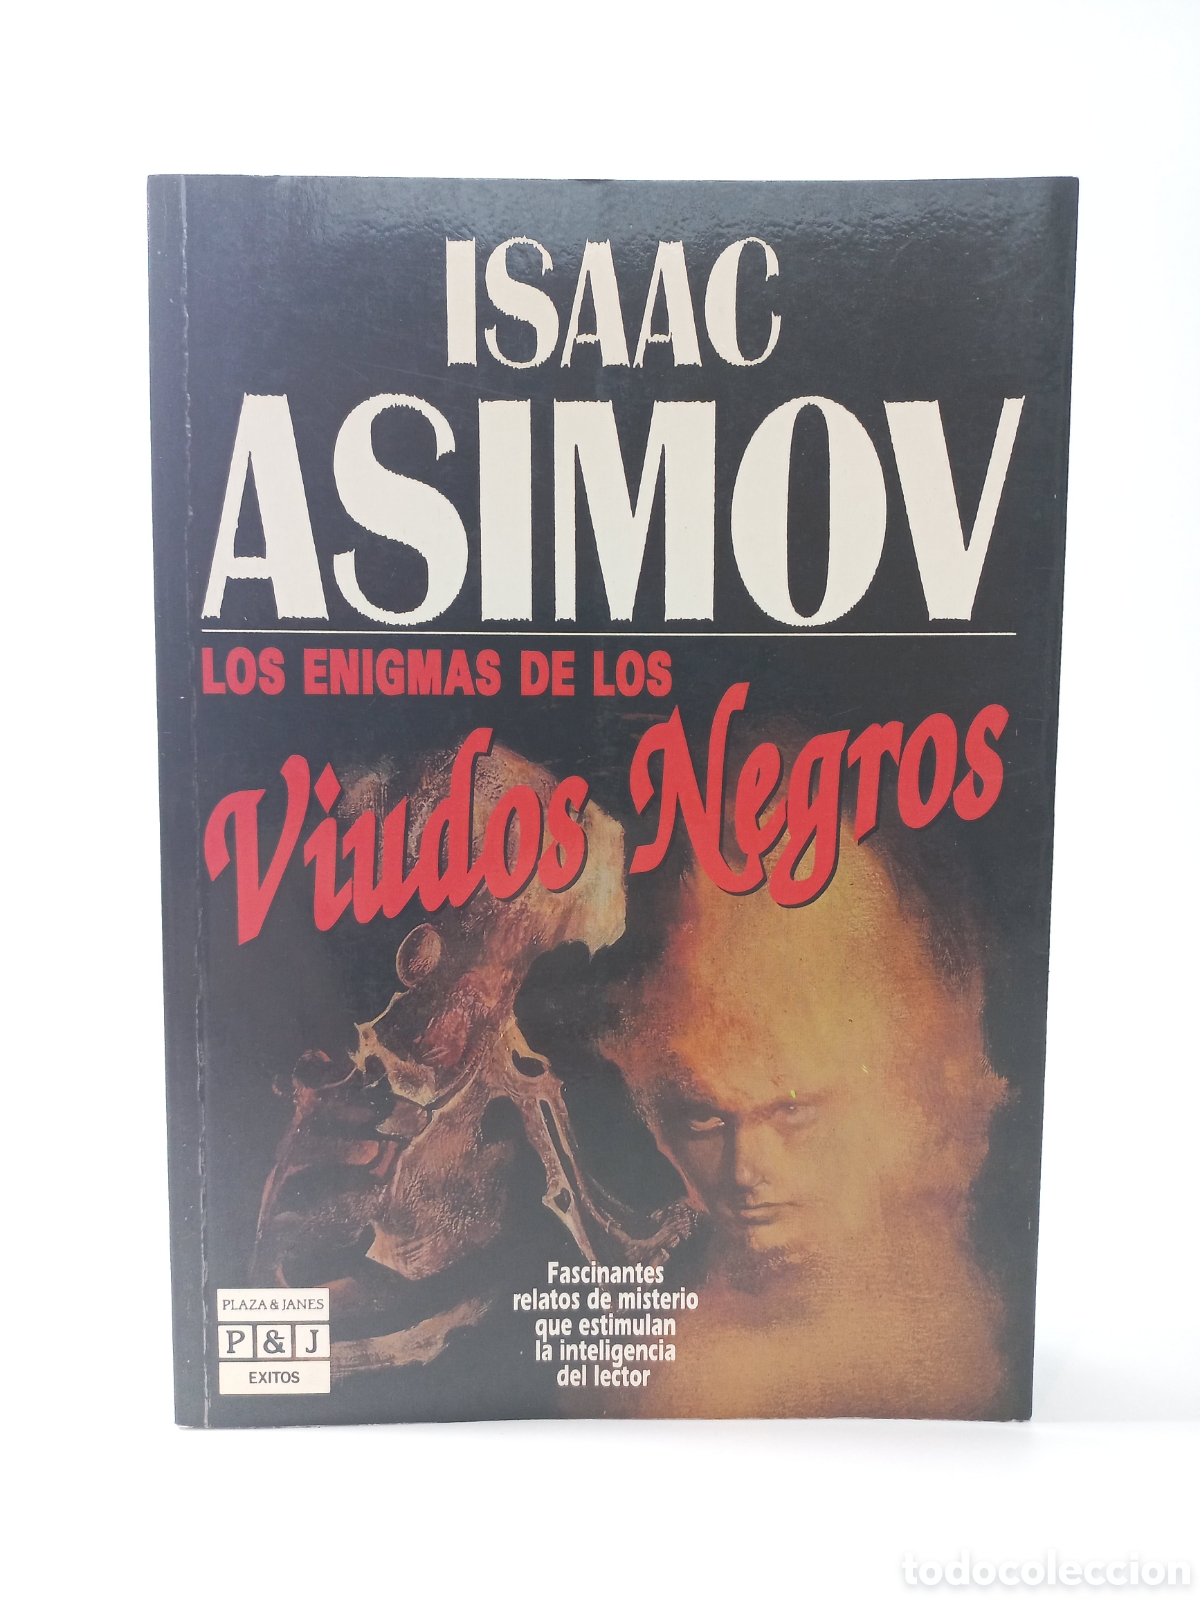 ISAAC
ASIMOV
LOS ENIGMAS DE LOS
Viudos Negros
Fascinantes
relatos de misterio
que estimulan
la inteligencia
del lector
PLAZA & JANES
P & J
EXITOS
todocoleccion